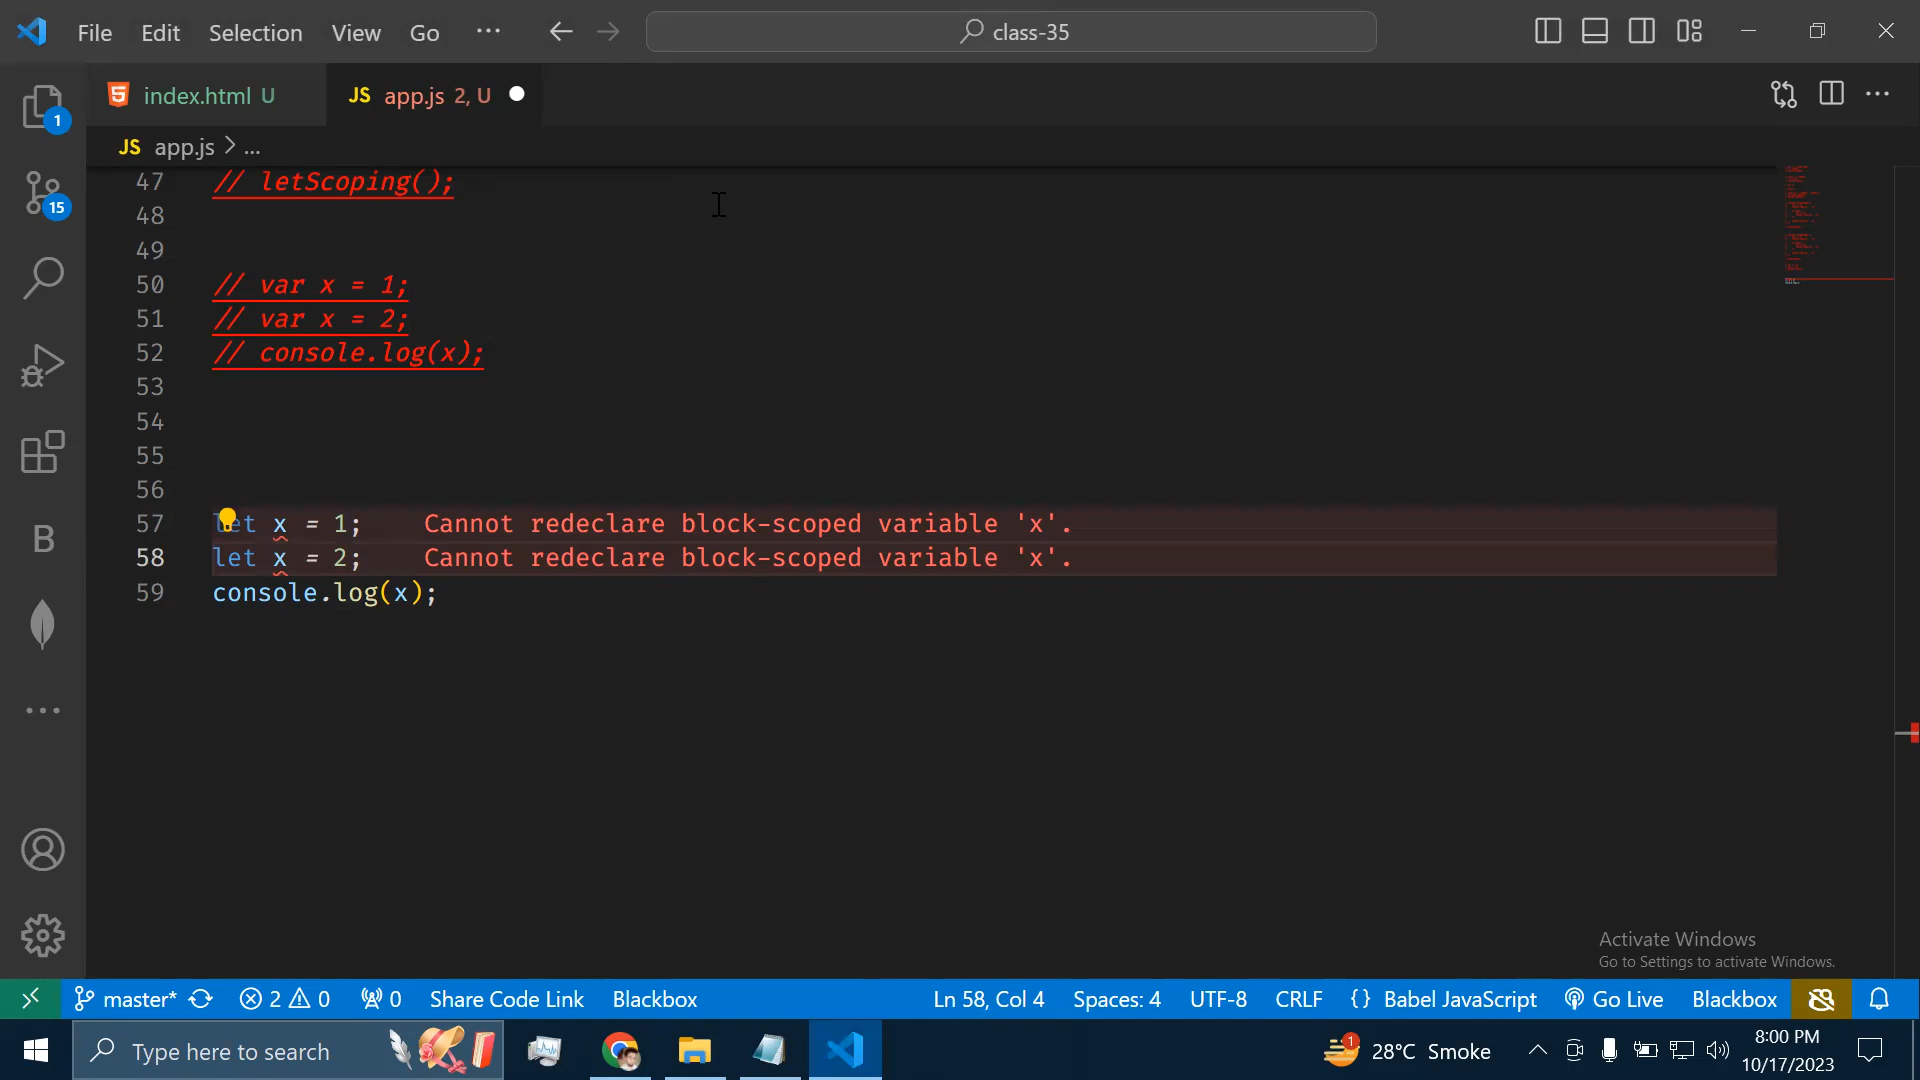 File Edit Selection View Go ... class-35
index.html U JS app.js 2, U
JS app.js > ...
47 // letScoping();
48
49
50 // var x = 1;
51 // var x = 2;
52 // console.log(x);
53
54
55
56
57 let x = 1; Cannot redeclare block-scoped variable 'x'.
58 let x = 2; Cannot redeclare block-scoped variable 'x'.
59 console.log(x);
1
15
B
Activate Windows
Go to Settings to activate Windows.
master* 2 0 0 Share Code Link Blackbox Ln 58, Col 4 Spaces: 4 UTF-8 CRLF {} Babel JavaScript Go Live Blackbox
Type here to search 1 28°C Smoke 8:00 PM
10/17/2023